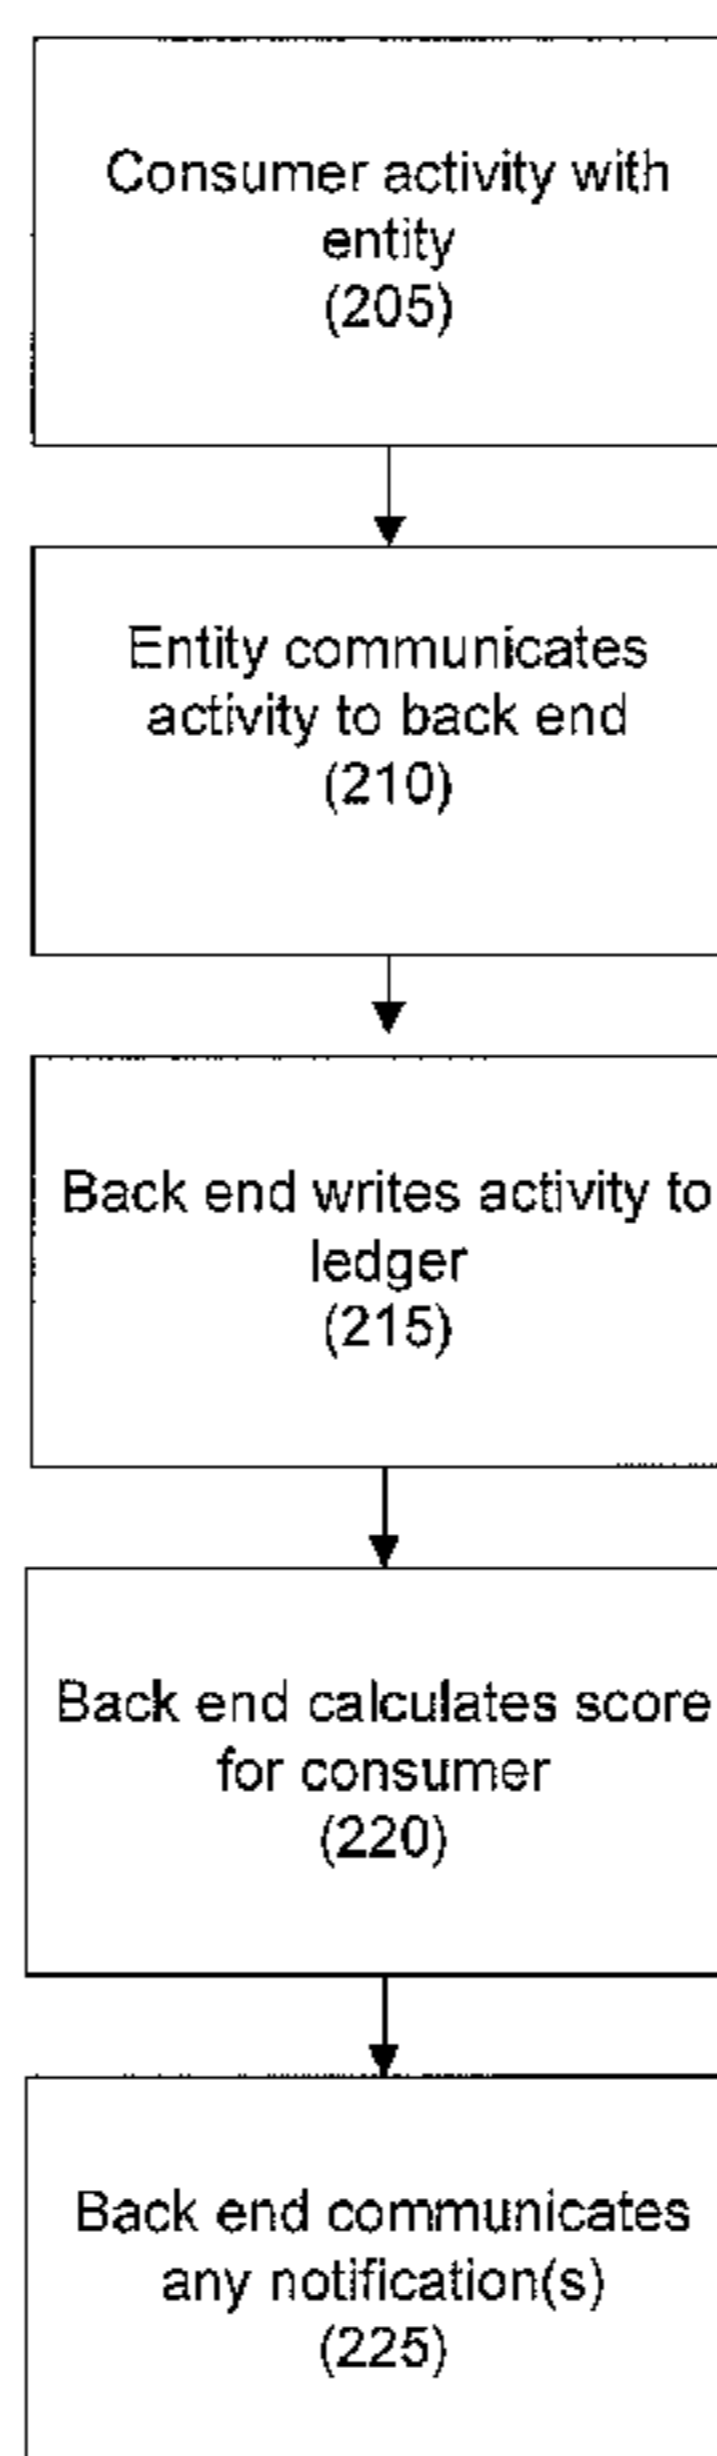 Consumer activity with
entity
(205)
Entity communicates
activity to back end
(210)
Back end writes activity to
ledger
(215)
Back end calculates score
for consumer
(220)
Back end communicates
any notification(s)
(225)